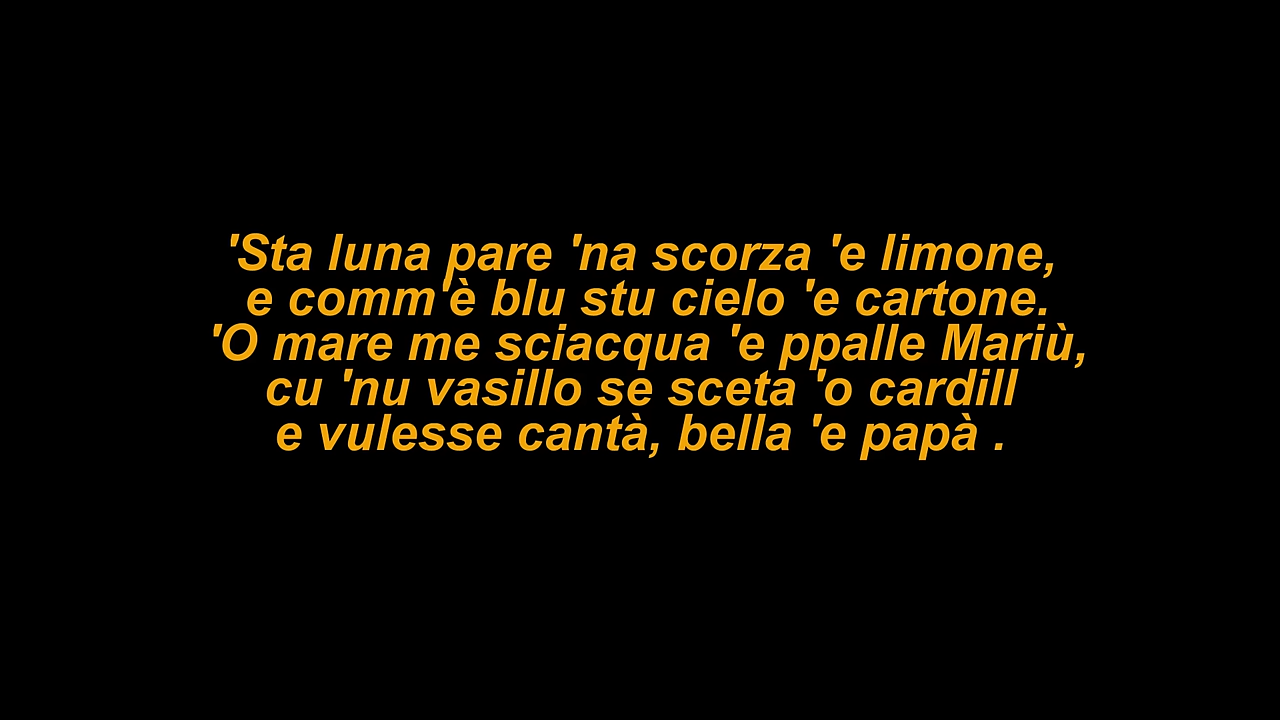 'Sta luna pare 'na scorza 'e limone,
e comm'è blu stu cielo 'e cartone.
'O mare me sciacqua 'e ppalle Mariù,
cu 'nu vasillo se sceta 'o cardill
e vulesse cantà, bella 'e papà .